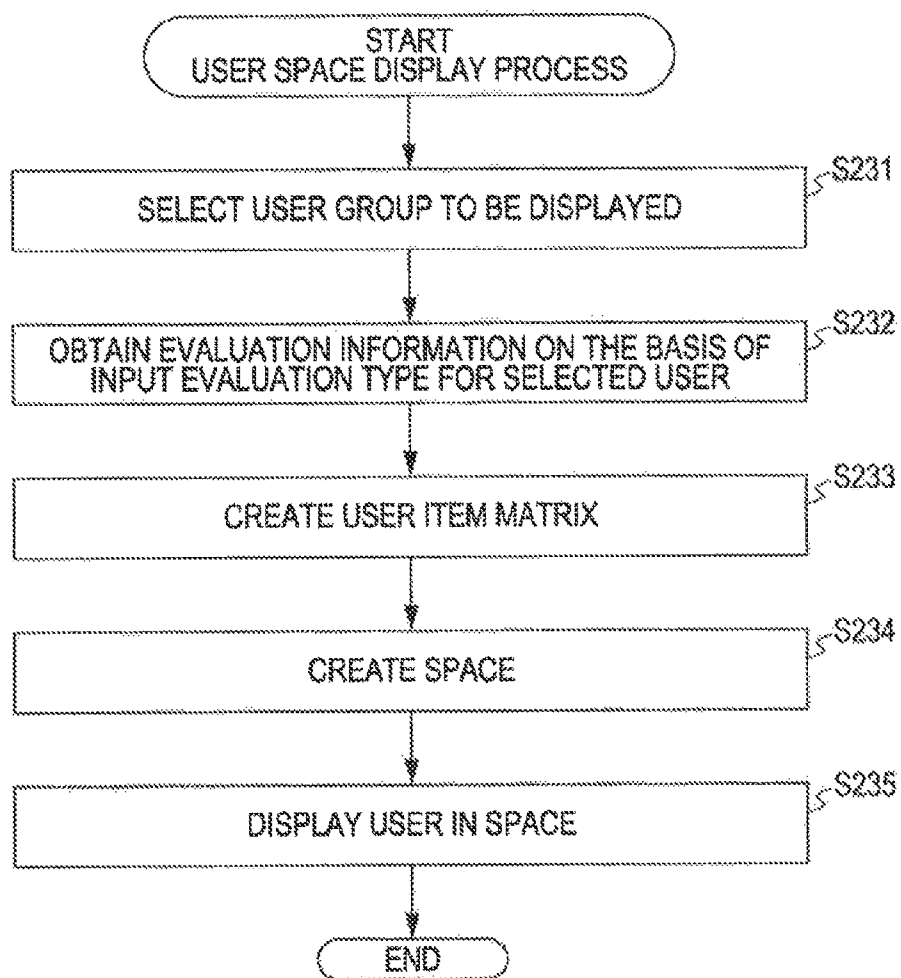 START
USER SPACE DISPLAY PROCESS
S231
SELECT USER GROUP TO BE DISPLAYED
S232
OBTAIN EVALUATION INFORMATION ON THE BASIS OF
INPUT EVALUATION TYPE FOR SELECTED USER
S233
CREATE USER ITEM MATRIX
S234
CREATE SPACE
S235
DISPLAY USER IN SPACE
END